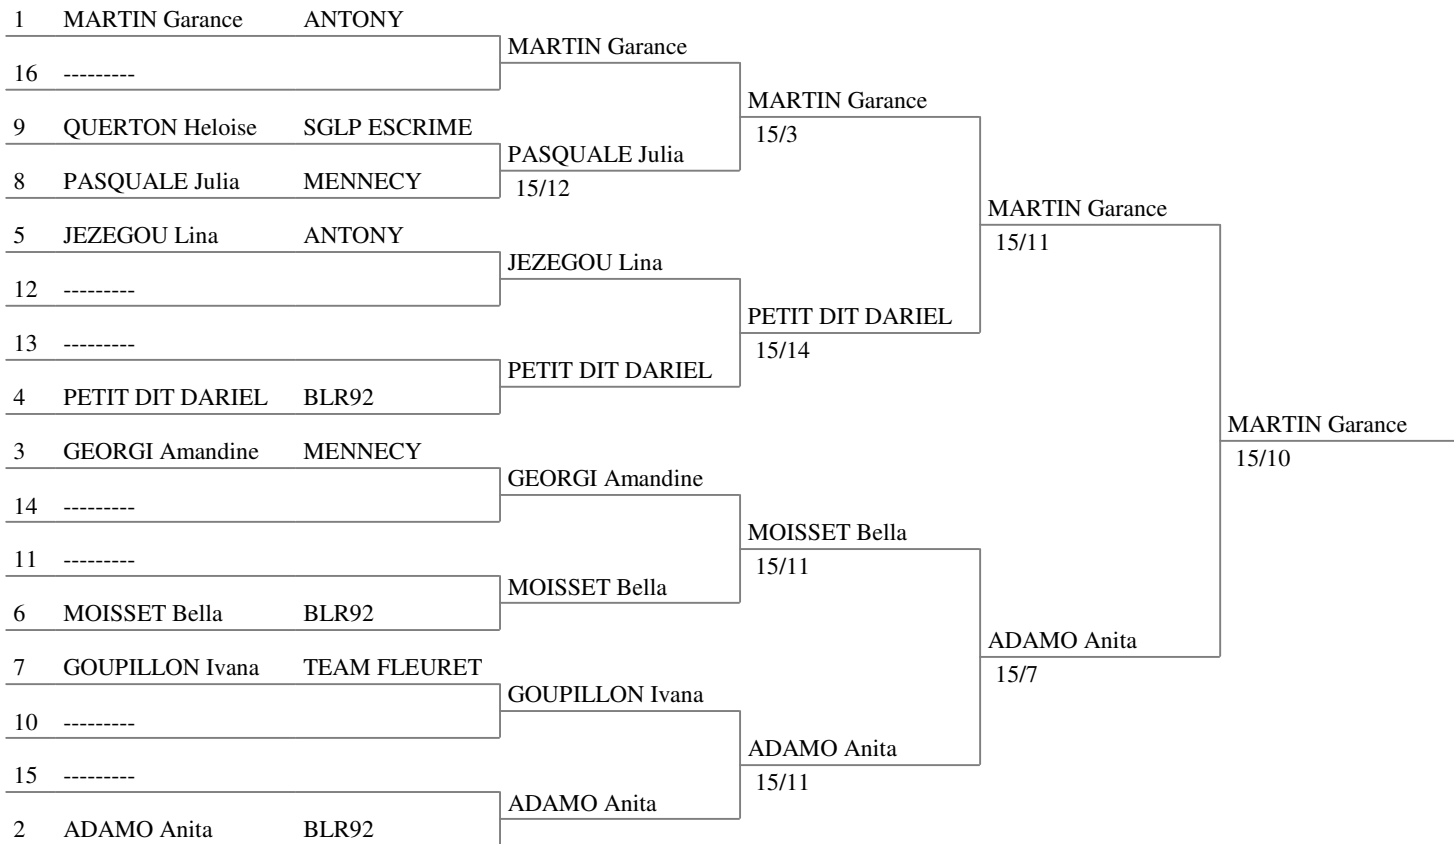 1 MARTIN Garance ANTONY
MARTIN Garance
16 ---------
MARTIN Garance
15/3
9 QUERTON Heloise SGLP ESCRIME
PASQUALE Julia
15/12
8 PASQUALE Julia MENNECY
MARTIN Garance
15/11
5 JEZEGOU Lina ANTONY
JEZEGOU Lina
12 ---------
PETIT DIT DARIEL
15/14
13 ---------
PETIT DIT DARIEL
4 PETIT DIT DARIEL BLR92
MARTIN Garance
15/10
3 GEORGI Amandine MENNECY
GEORGI Amandine
14 ---------
MOISSET Bella
15/11
11 ---------
MOISSET Bella
6 MOISSET Bella BLR92
ADAMO Anita
15/7
7 GOUPILLON Ivana TEAM FLEURET
GOUPILLON Ivana
10 ---------
ADAMO Anita
15/11
15 ---------
ADAMO Anita
2 ADAMO Anita BLR92